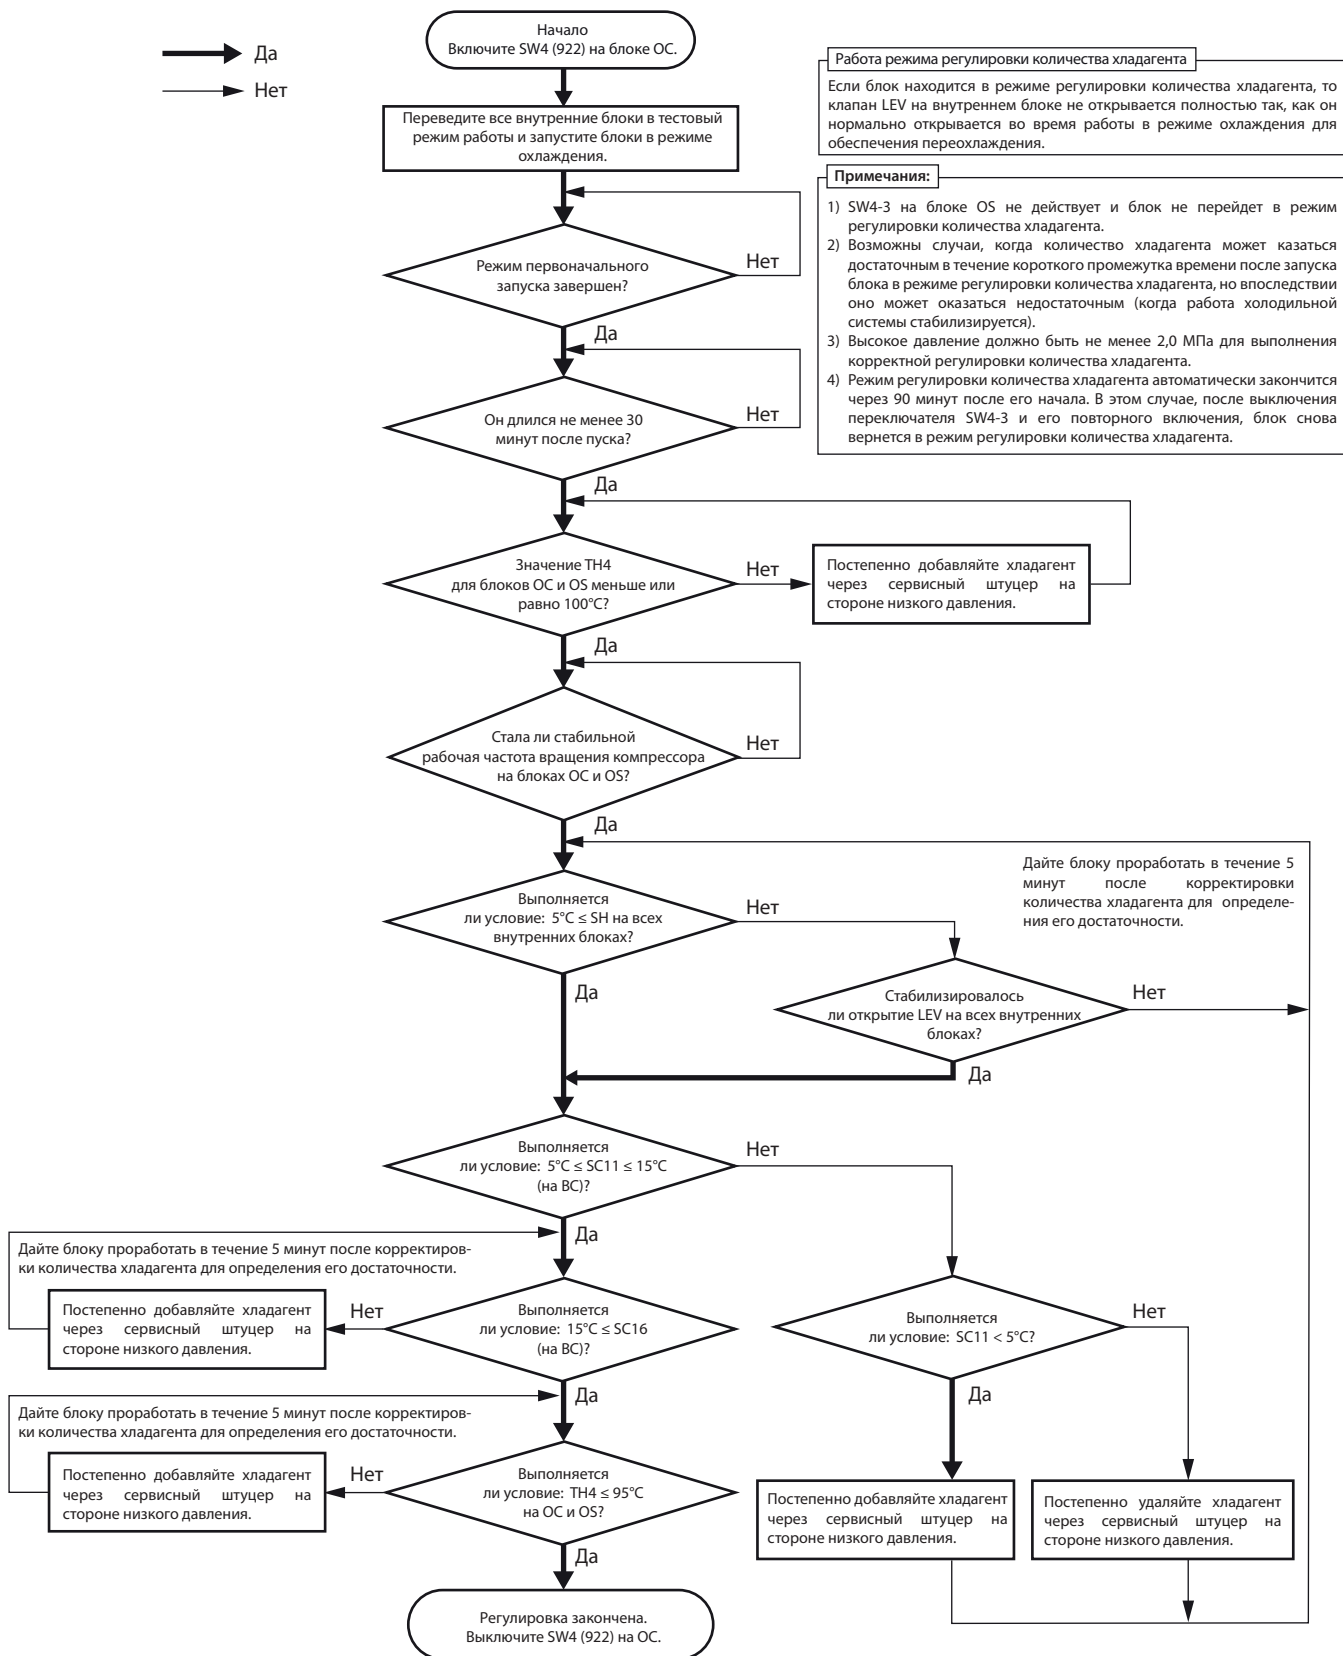 Да
Нет
Начало
Включите SW4 (922) на блоке OC.
Переведите все внутренние блоки в тестовый
режим работы и запустите блоки в режиме
охлаждения.
Работа режима регулировки количества хладагента
Если блок находится в режиме регулировки количества хладагента, то
клапан LEV на внутреннем блоке не открывается полностью так, как он
нормально открывается во время работы в режиме охлаждения для
обеспечения переохлаждения.
Примечания:
1) SW4-3 на блоке OS не действует и блок не перейдет в режим
регулировки количества хладагента.
2) Возможны случаи, когда количество хладагента может казаться
достаточным в течение короткого промежутка времени после запуска
блока в режиме регулировки количества хладагента, но впоследствии
оно может оказаться недостаточным (когда работа холодильной
системы стабилизируется).
3) Высокое давление должно быть не менее 2,0 МПа для выполнения
корректной регулировки количества хладагента.
4) Режим регулировки количества хладагента автоматически закончится
через 90 минут после его начала. В этом случае, после выключения
переключателя SW4-3 и его повторного включения, блок снова
вернется в режим регулировки количества хладагента.
Режим первоначального
запуска завершен?
Нет
Да
Он длился не менее 30
минут после пуска?
Нет
Да
Значение TH4
для блоков OC и OS меньше или
равно 100°C?
Нет
Постепенно добавляйте хладагент
через сервисный штуцер на
стороне низкого давления.
Да
Стала ли стабильной
рабочая частота вращения компрессора
на блоках OC и OS?
Нет
Да
Дайте блоку проработать в течение 5
минут после корректировки
количества хладагента для определе-
ния его достаточности.
Выполняется
ли условие: 5°C ≤ SH на всех
внутренних блоках?
Нет
Да
Стабилизировалось
ли открытие LEV на всех внутренних
блоках?
Нет
Да
Выполняется
ли условие: 5°C ≤ SC11 ≤ 15°C
(на BC)?
Нет
Да
Дайте блоку проработать в течение 5 минут после корректиров-
ки количества хладагента для определения его достаточности.
Постепенно добавляйте хладагент
через сервисный штуцер на
стороне низкого давления.
Нет
Выполняется
ли условие: 15°C ≤ SC16
(на BC)?
Выполняется
ли условие: SC11 < 5°C?
Нет
Да
Да
Дайте блоку проработать в течение 5 минут после корректиров-
ки количества хладагента для определения его достаточности.
Постепенно добавляйте хладагент
через сервисный штуцер на
стороне низкого давления.
Нет
Выполняется
ли условие: TH4 ≤ 95°C
на OC и OS?
Постепенно добавляйте хладагент
через сервисный штуцер на
стороне низкого давления.
Постепенно удаляйте хладагент
через сервисный штуцер на
стороне низкого давления.
Да
Регулировка закончена.
Выключите SW4 (922) на OC.